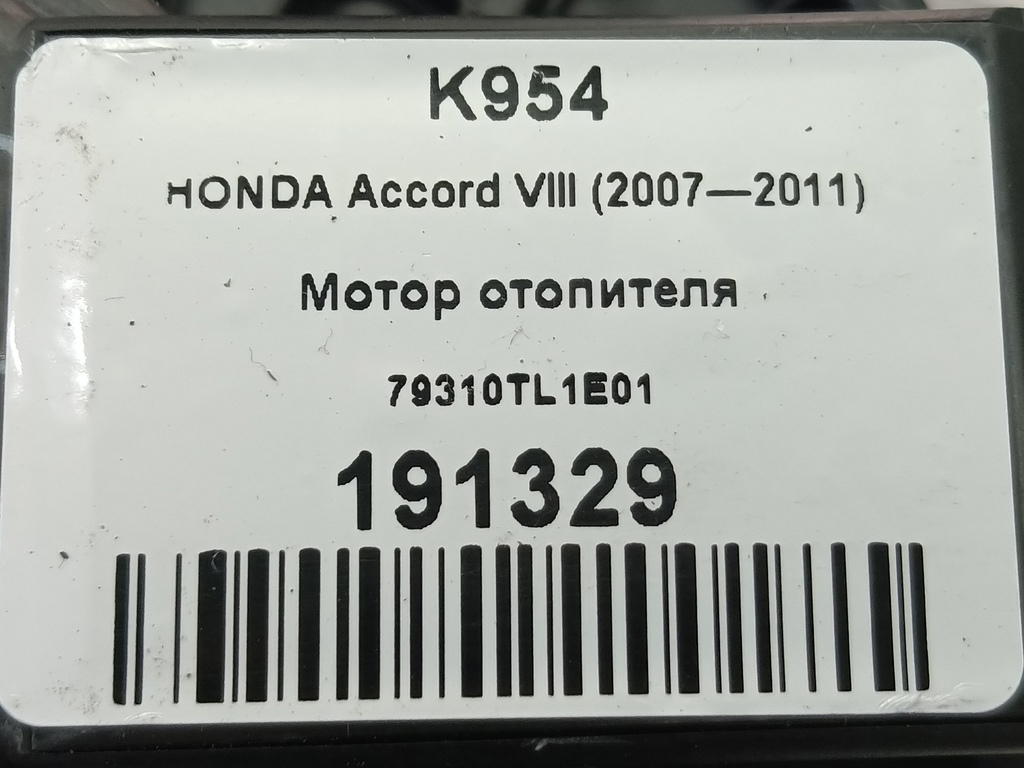 K954
HONDA Accord VIII (2007—2011)
Мотор отопителя
79310TL1E01
191329